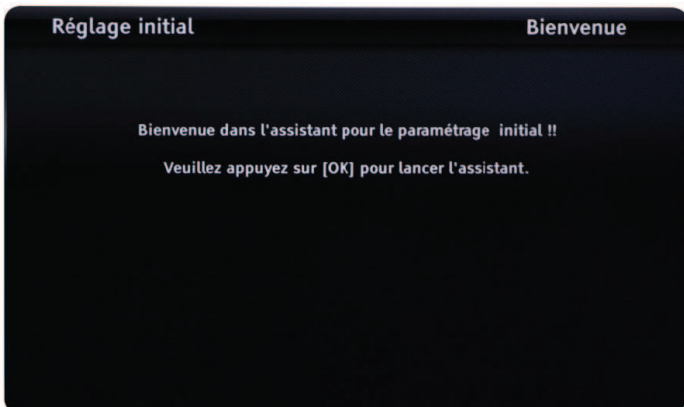 Réglage initial
Bienvenue
Bienvenue dans l'assistant pour le paramétrage initial !!
Veuillez appuyez sur [OK] pour lancer l'assistant.